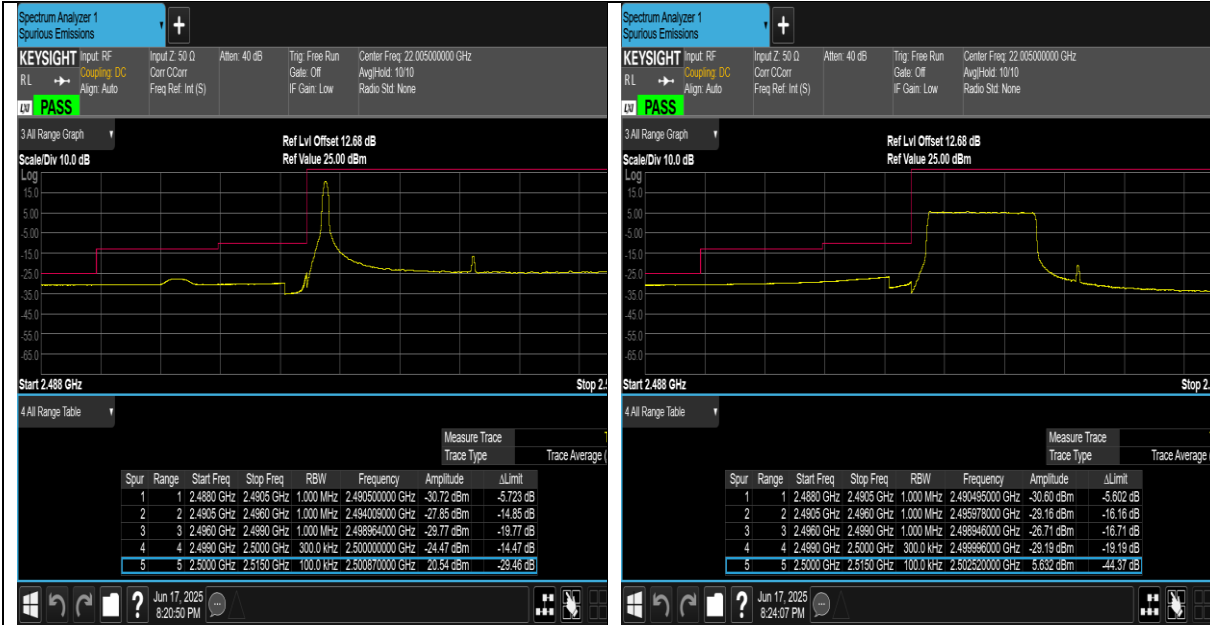 Spectrum Analyzer 1
Spurious Emissions
+
KEYSIGHT Input: RF Input Z: 50 Ω Atten: 40 dB Trig: Free Run Center Freq: 22.005000000 GHz
Coupling: DC Corr CCorr Gate: Off Avg|Hold: 10/10
RL Align: Auto Freq Ref: Int (S) IF Gain: Low Radio Std: None
LXI PASS
3 All Range Graph
Ref Lvl Offset 12.68 dB
Scale/Div 10.0 dB Ref Value 25.00 dBm
Log
15.0
5.00
-5.00
-15.0
-25.0
-35.0
-45.0
-55.0
-65.0
Start 2.488 GHz Stop 2.5
4 All Range Table
Measure Trace
Trace Type Trace Average (
Spur Range Start Freq Stop Freq RBW Frequency Amplitude ΔLimit
1 1 2.4880 GHz 2.4905 GHz 1.000 MHz 2.490500000 GHz -30.72 dBm -5.723 dB
2 2 2.4905 GHz 2.4960 GHz 1.000 MHz 2.494009000 GHz -27.85 dBm -14.85 dB
3 3 2.4960 GHz 2.4990 GHz 1.000 MHz 2.498964000 GHz -29.77 dBm -19.77 dB
4 4 2.4990 GHz 2.5000 GHz 300.0 kHz 2.500000000 GHz -24.47 dBm -14.47 dB
5 5 2.5000 GHz 2.5150 GHz 100.0 kHz 2.500870000 GHz 20.54 dBm -29.46 dB
? Jun 17, 2025
8:20:50 PM
Spectrum Analyzer 1
Spurious Emissions
+
KEYSIGHT Input: RF Input Z: 50 Ω Atten: 40 dB Trig: Free Run Center Freq: 22.005000000 GHz
Coupling: DC Corr CCorr Gate: Off Avg|Hold: 10/10
RL Align: Auto Freq Ref: Int (S) IF Gain: Low Radio Std: None
LXI PASS
3 All Range Graph
Ref Lvl Offset 12.68 dB
Scale/Div 10.0 dB Ref Value 25.00 dBm
Log
15.0
5.00
-5.00
-15.0
-25.0
-35.0
-45.0
-55.0
-65.0
Start 2.488 GHz Stop 2.
4 All Range Table
Measure Trace
Trace Type Trace Average (
Spur Range Start Freq Stop Freq RBW Frequency Amplitude ΔLimit
1 1 2.4880 GHz 2.4905 GHz 1.000 MHz 2.490495000 GHz -30.60 dBm -5.602 dB
2 2 2.4905 GHz 2.4960 GHz 1.000 MHz 2.495978000 GHz -29.16 dBm -16.16 dB
3 3 2.4960 GHz 2.4990 GHz 1.000 MHz 2.498946000 GHz -26.71 dBm -16.71 dB
4 4 2.4990 GHz 2.5000 GHz 300.0 kHz 2.499996000 GHz -29.19 dBm -19.19 dB
5 5 2.5000 GHz 2.5150 GHz 100.0 kHz 2.502520000 GHz 5.632 dBm -44.37 dB
? Jun 17, 2025
8:24:07 PM